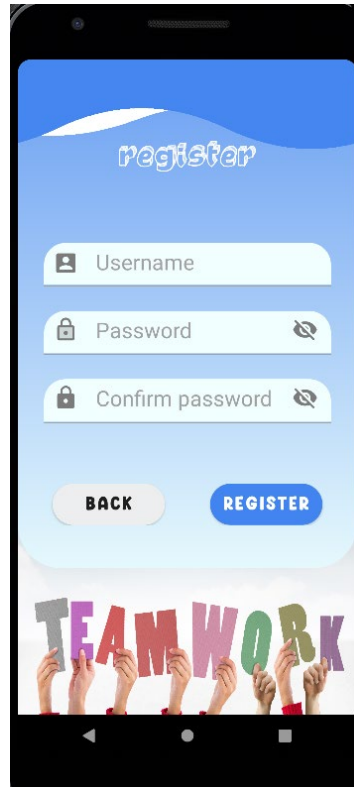 register
Username
Password
Confirm password
BACK
REGISTER
TEAMWORK